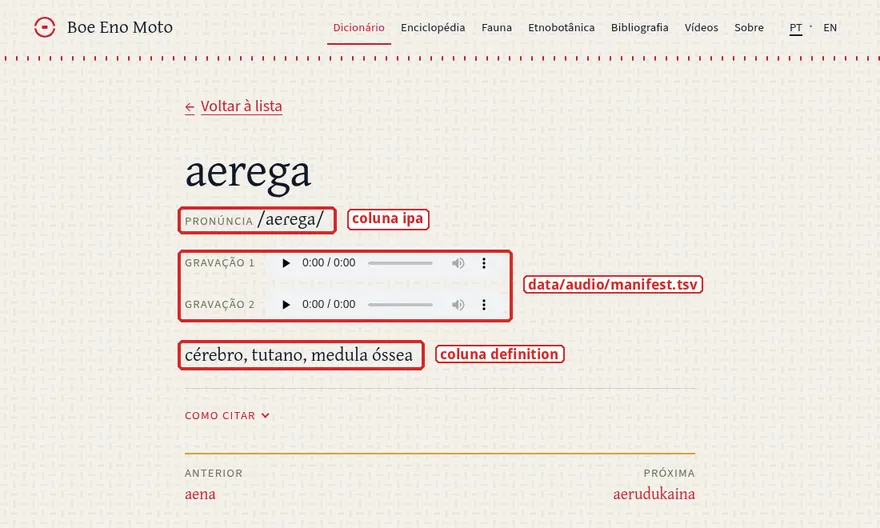 Boe Eno Moto Dicionário Enciclopédia Fauna Etnobotânica Bibliografia Vídeos Sobre PT · EN
← Voltar à lista
aerega
PRONÚNCIA /aeɾega/ coluna ipa
GRAVAÇÃO 1 0:00 / 0:00
data/audio/manifest.tsv
GRAVAÇÃO 2 0:00 / 0:00
cérebro, tutano, medula óssea coluna definition
COMO CITAR
ANTERIOR PRÓXIMA
aena aerudukaina